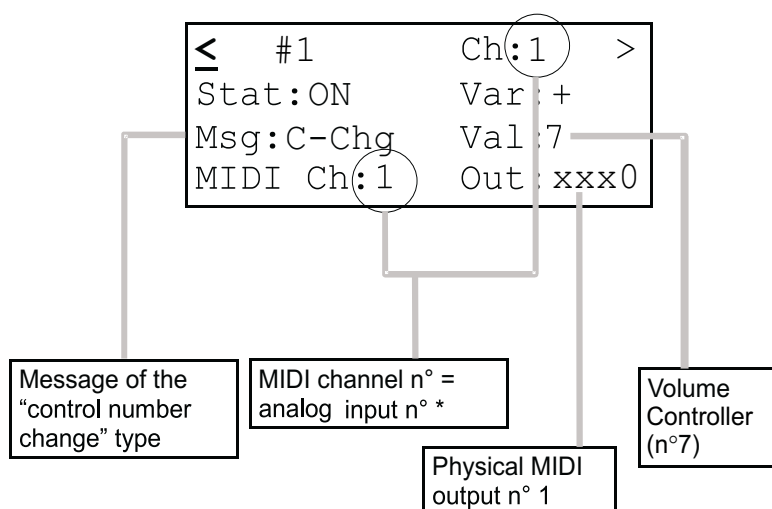 < #1 Ch:1 >
Stat:ON Var:+
Msg:C-Chg Val:7
MIDI Ch:1 Out:xxx0
Message of the
“control number
change” type
MIDI channel n° =
analog input n° *
Volume
Controller
(n°7)
Physical MIDI
output n° 1